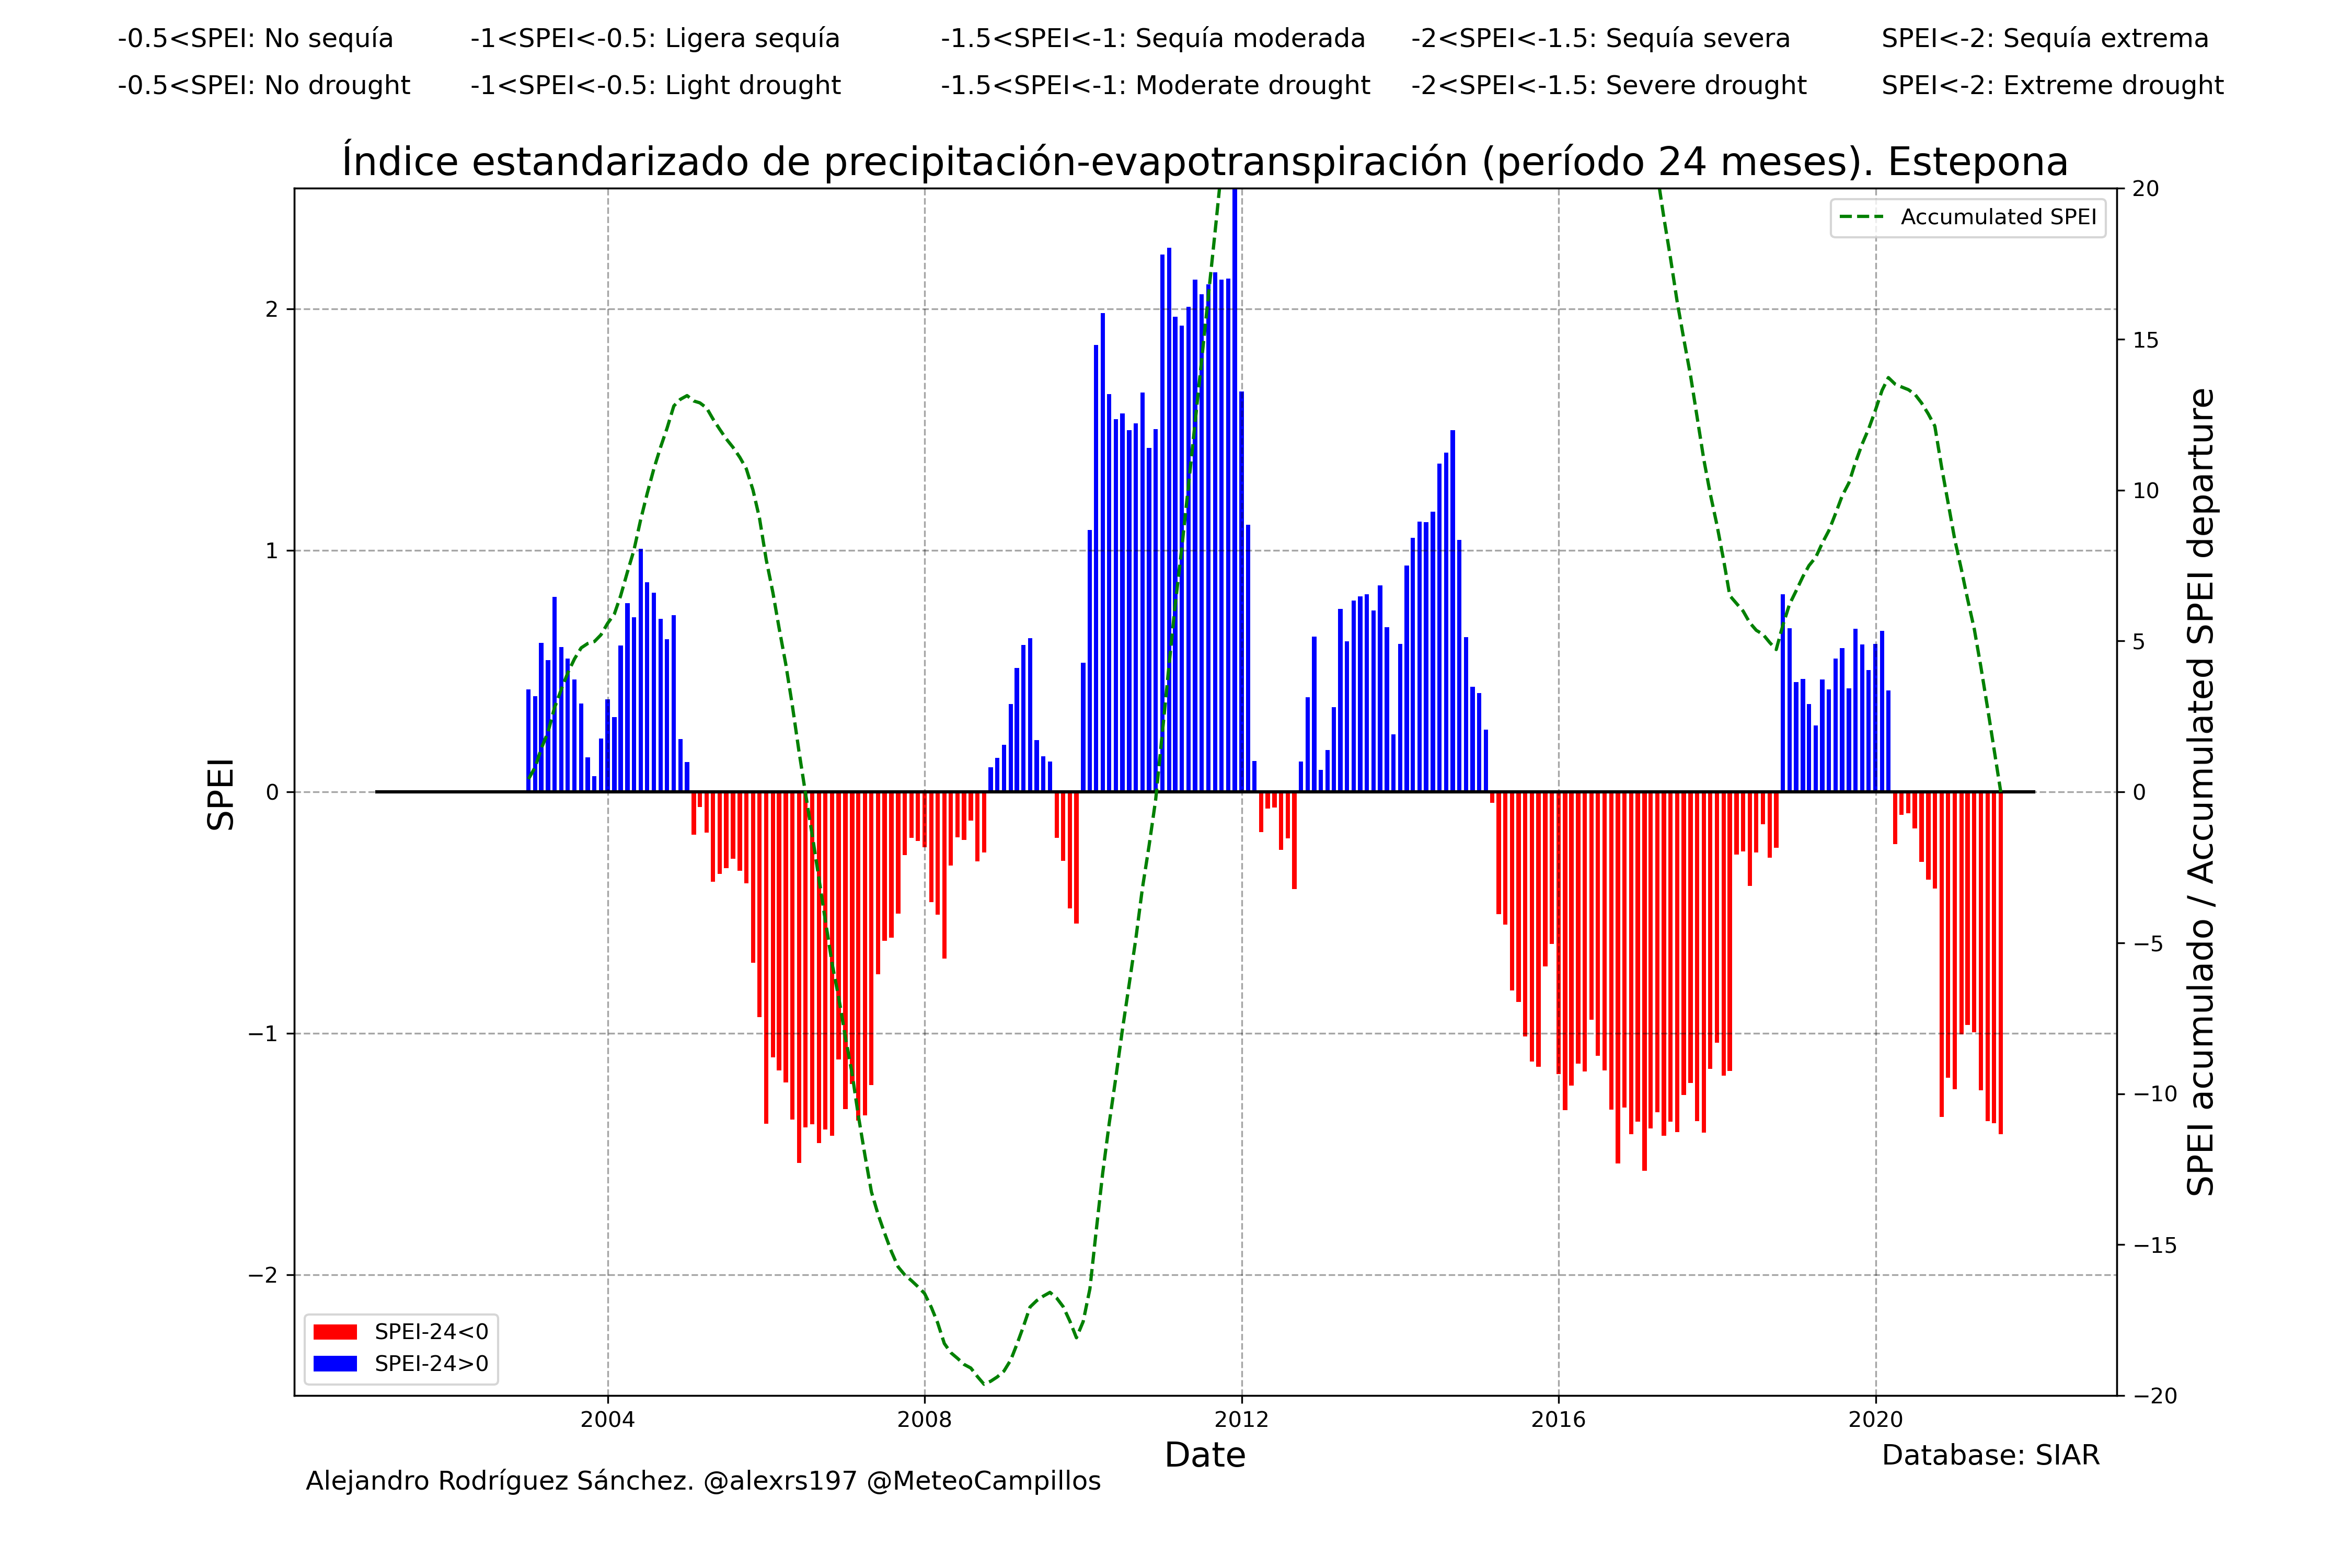 -0.5<SPEI: No sequía -1<SPEI<-0.5: Ligera sequía -1.5<SPEI<-1: Sequía moderada -2<SPEI<-1.5: Sequía severa SPEI<-2: Sequía extrema
-0.5<SPEI: No drought -1<SPEI<-0.5: Light drought -1.5<SPEI<-1: Moderate drought -2<SPEI<-1.5: Severe drought SPEI<-2: Extreme drought
Índice estandarizado de precipitación-evapotranspiración (período 24 meses). Estepona
Accumulated SPEI
SPEI
2
1
0
−1
−2
20
15
10
5
0
−5
−10
−15
−20
SPEI acumulado / Accumulated SPEI departure
SPEI-24<0
SPEI-24>0
2004 2008 2012 2016 2020
Date
Database: SIAR
Alejandro Rodríguez Sánchez. @alexrs197 @MeteoCampillos